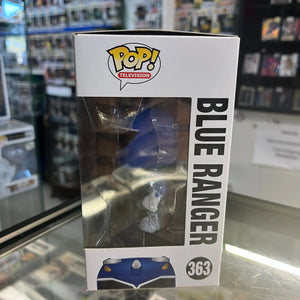 POP!
TELEVISION
BLUE RANGER
363